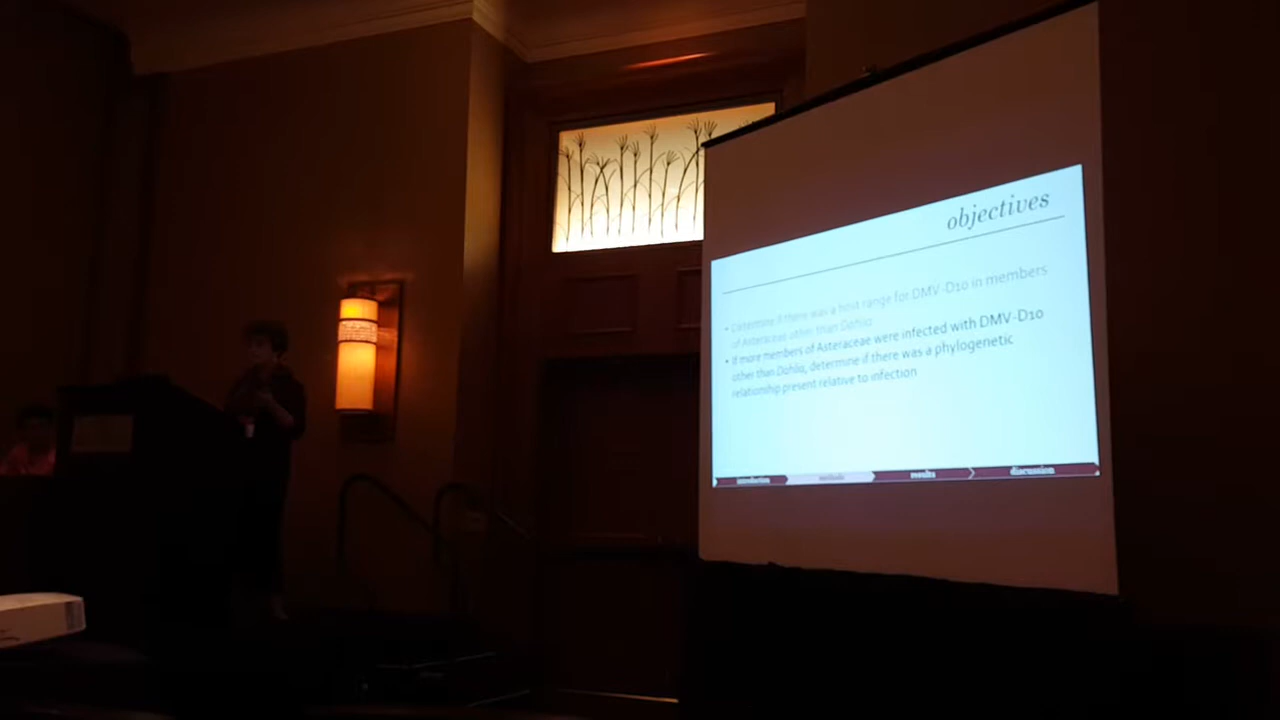 objectives
• Determine if there was a host range for DMV-D10 in members
of Asteraceae other than Dahlia
• If more members of Asteraceae were infected with DMV-D10
other than Dahlia, determine if there was a phylogenetic
relationship present relative to infection
introduction methods results discussion